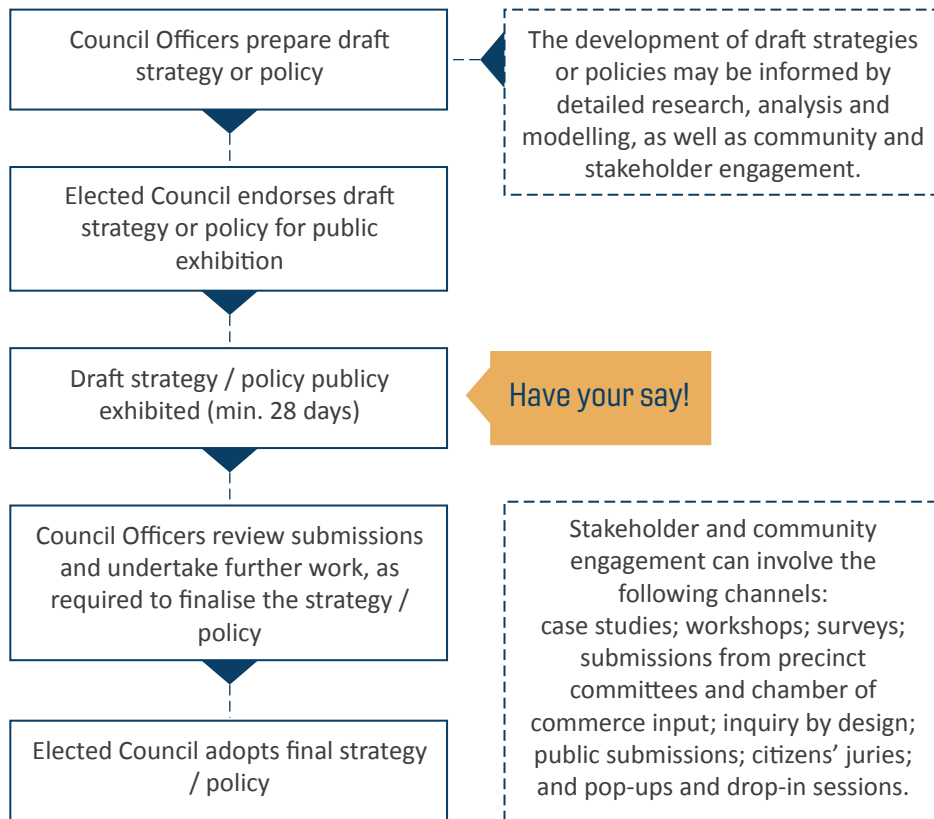 Council Officers prepare draft
strategy or policy
The development of draft strategies
or policies may be informed by
detailed research, analysis and
modelling, as well as community and
stakeholder engagement.
Elected Council endorses draft
strategy or policy for public
exhibition
Draft strategy / policy publicy
exhibited (min. 28 days)
Have your say!
Council Officers review submissions
and undertake further work, as
required to finalise the strategy /
policy
Stakeholder and community
engagement can involve the
following channels:
case studies; workshops; surveys;
submissions from precinct
committees and chamber of
commerce input; inquiry by design;
public submissions; citizens’ juries;
and pop-ups and drop-in sessions.
Elected Council adopts final strategy
/ policy